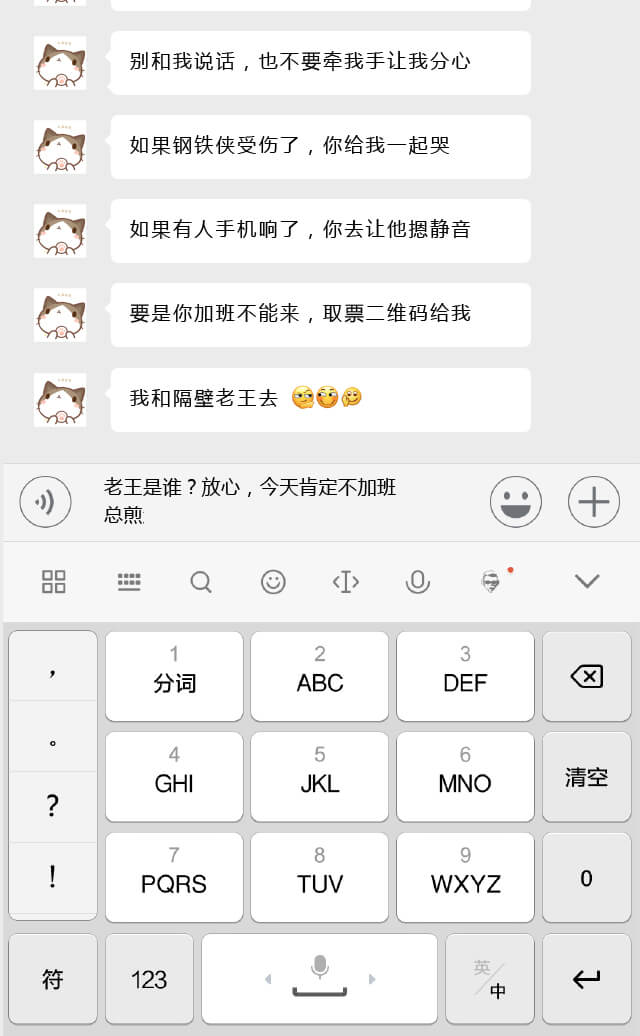 别和我说话，也不要牵我手让我分心
如果钢铁侠受伤了，你给我一起哭
如果有人手机响了，你去让他摁静音
要是你加班不能来，取票二维码给我
我和隔壁老王去
老王是谁？放心，今天肯定不加班
总煎
，
1
分词
2
ABC
3
DEF
。
4
GHI
5
JKL
6
MNO
清空
？
7
PQRS
8
TUV
9
WXYZ
0
！
符
123
英/中